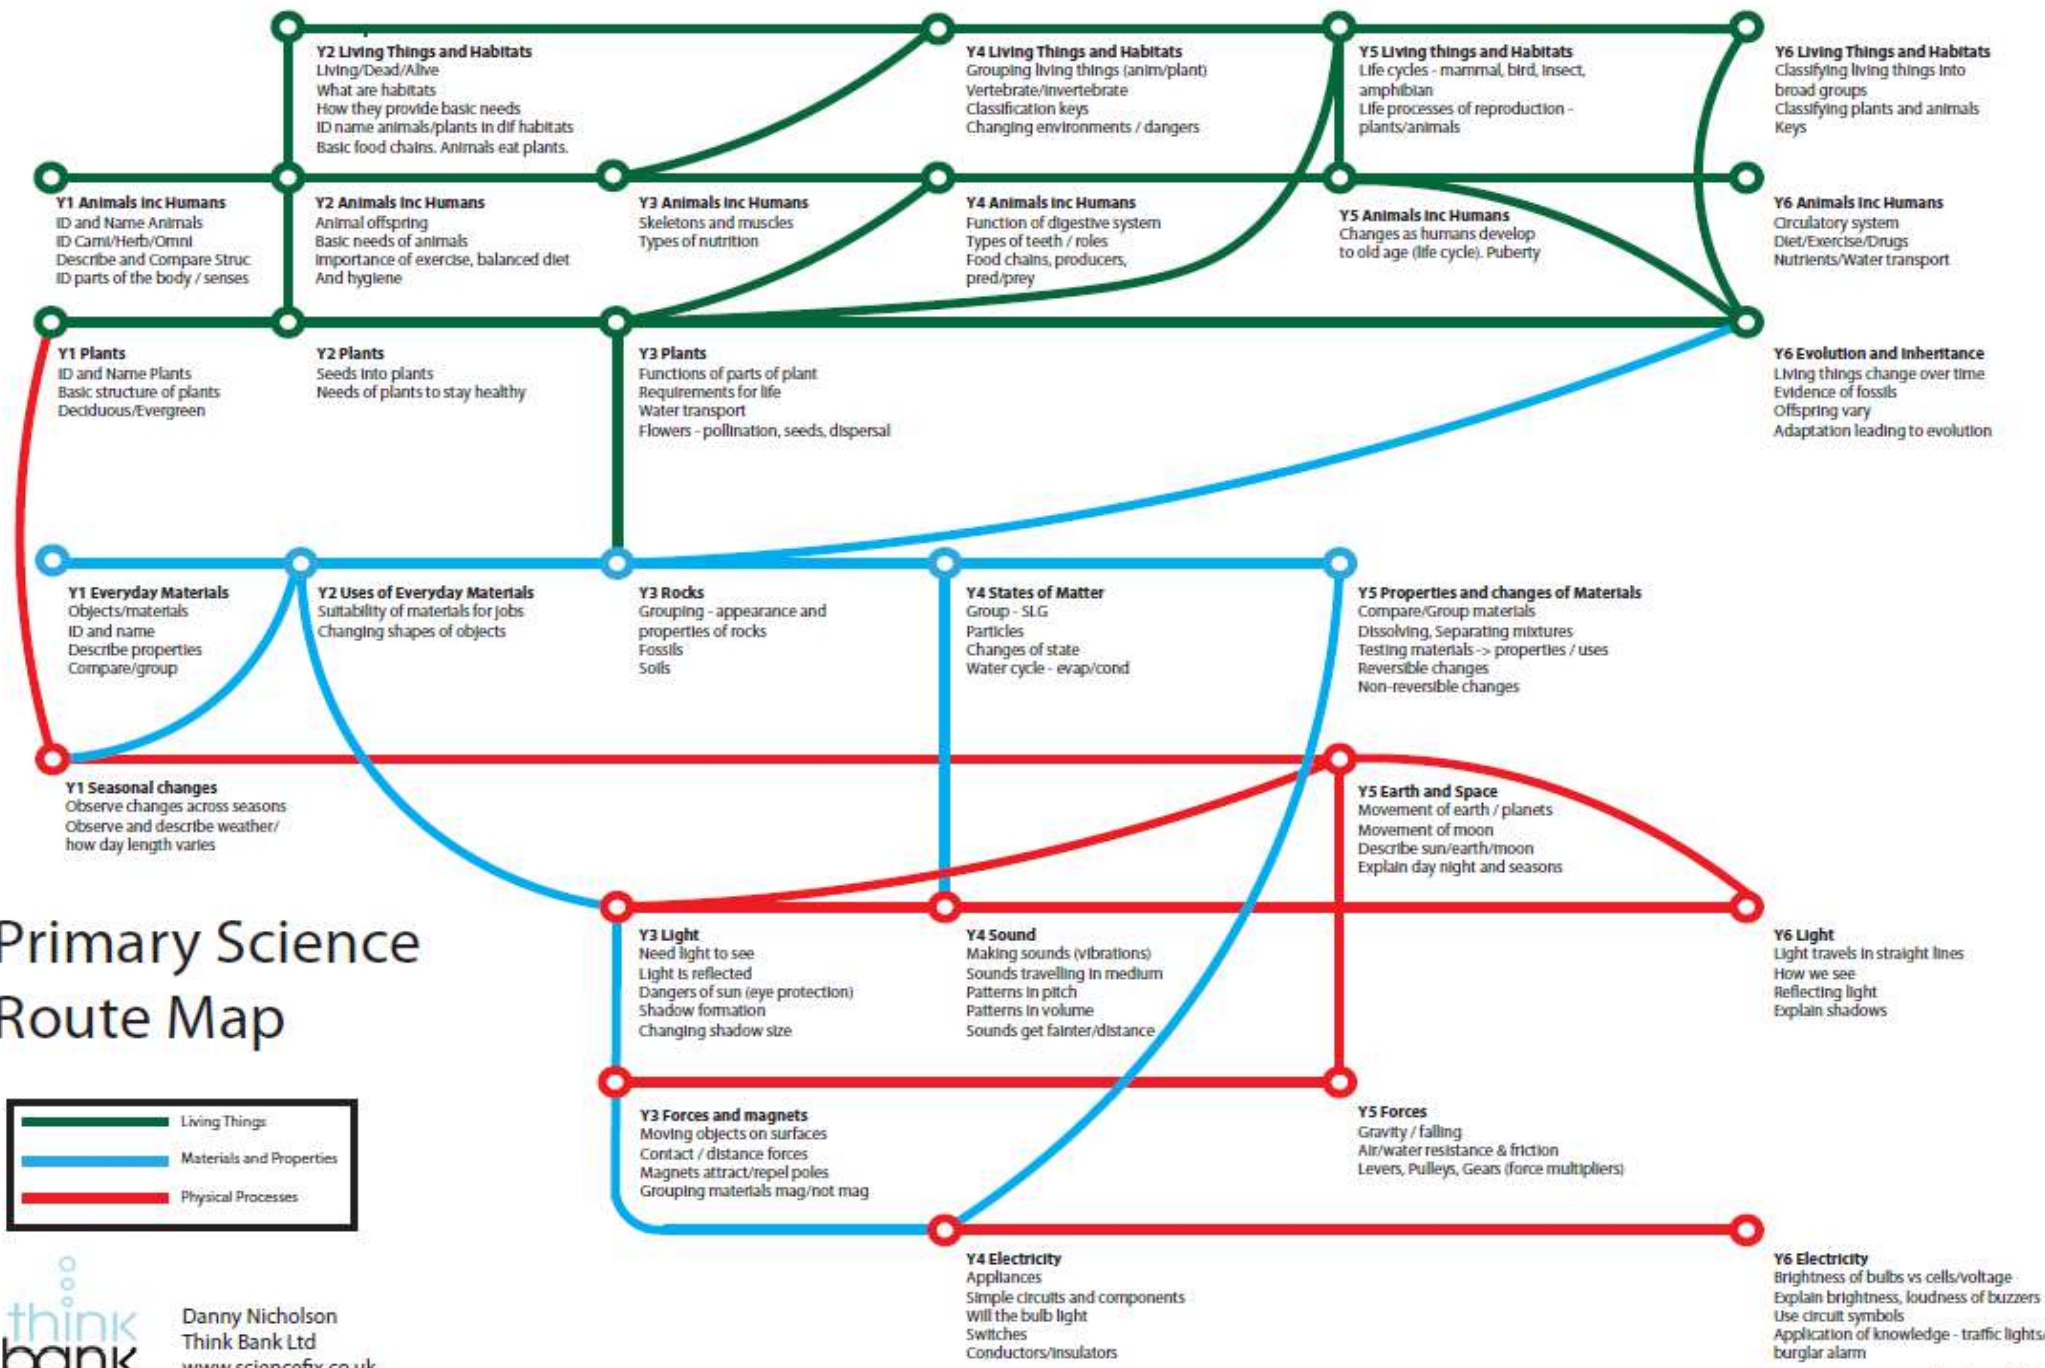 Y2 Living Things and Habitats
Living/Dead/Alive
What are habitats
How they provide basic needs
ID name animals/plants in dif habitats
Basic food chains. Animals eat plants.
Y4 Living Things and Habitats
Grouping living things (anim/plant)
Vertebrate/Invertebrate
Classification keys
Changing environments / dangers
Y5 Living things and Habitats
Life cycles - mammal, bird, insect,
amphibian
Life processes of reproduction -
plants/animals
Y6 Living Things and Habitats
Classifying living things into
broad groups
Classifying plants and animals
Keys
Y1 Animals inc Humans
ID and Name Animals
ID Carni/Herb/Omni
Describe and Compare Struc
ID parts of the body / senses
Y2 Animals inc Humans
Animal offspring
Basic needs of animals
Importance of exercise, balanced diet
And hygiene
Y3 Animals inc Humans
Skeletons and muscles
Types of nutrition
Y4 Animals inc Humans
Function of digestive system
Types of teeth / roles
Food chains, producers,
pred/prey
Y5 Animals inc Humans
Changes as humans develop
to old age (life cycle). Puberty
Y6 Animals inc Humans
Circulatory system
Diet/Exercise/Drugs
Nutrients/Water transport
Y1 Plants
ID and Name Plants
Basic structure of plants
Deciduous/Evergreen
Y2 Plants
Seeds into plants
Needs of plants to stay healthy
Y3 Plants
Functions of parts of plant
Requirements for life
Water transport
Flowers - pollination, seeds, dispersal
Y6 Evolution and Inheritance
Living things change over time
Evidence of fossils
Offspring vary
Adaptation leading to evolution
Y1 Everyday Materials
Objects/materials
ID and name
Describe properties
Compare/group
Y2 Uses of Everyday Materials
Suitability of materials for jobs
Changing shapes of objects
Y3 Rocks
Grouping - appearance and
properties of rocks
Fossils
Soils
Y4 States of Matter
Group - SLG
Particles
Changes of state
Water cycle - evap/cond
Y5 Properties and changes of Materials
Compare/Group materials
Dissolving, Separating mixtures
Testing materials -> properties / uses
Reversible changes
Non-reversible changes
Y1 Seasonal changes
Observe changes across seasons
Observe and describe weather/
how day length varies
Y5 Earth and Space
Movement of earth / planets
Movement of moon
Describe sun/earth/moon
Explain day night and seasons
Primary Science
Route Map
Y3 Light
Need light to see
Light is reflected
Dangers of sun (eye protection)
Shadow formation
Changing shadow size
Y4 Sound
Making sounds (vibrations)
Sounds travelling in medium
Patterns in pitch
Patterns in volume
Sounds get fainter/distance
Y6 Light
Light travels in straight lines
How we see
Reflecting light
Explain shadows
Living Things
Materials and Properties
Physical Processes
Y3 Forces and magnets
Moving objects on surfaces
Contact / distance forces
Magnets attract/repel poles
Grouping materials mag/not mag
Y5 Forces
Gravity / falling
Air/water resistance & friction
Levers, Pulleys, Gears (force multipliers)
Y4 Electricity
Appliances
Simple circuits and components
Will the bulb light
Switches
Conductors/Insulators
Y6 Electricity
Brightness of bulbs vs cells/voltage
Explain brightness, loudness of buzzers
Use circuit symbols
Application of knowledge - traffic lights/
burglar alarm
think
bank
Danny Nicholson
Think Bank Ltd
www.sciencefix.co.uk